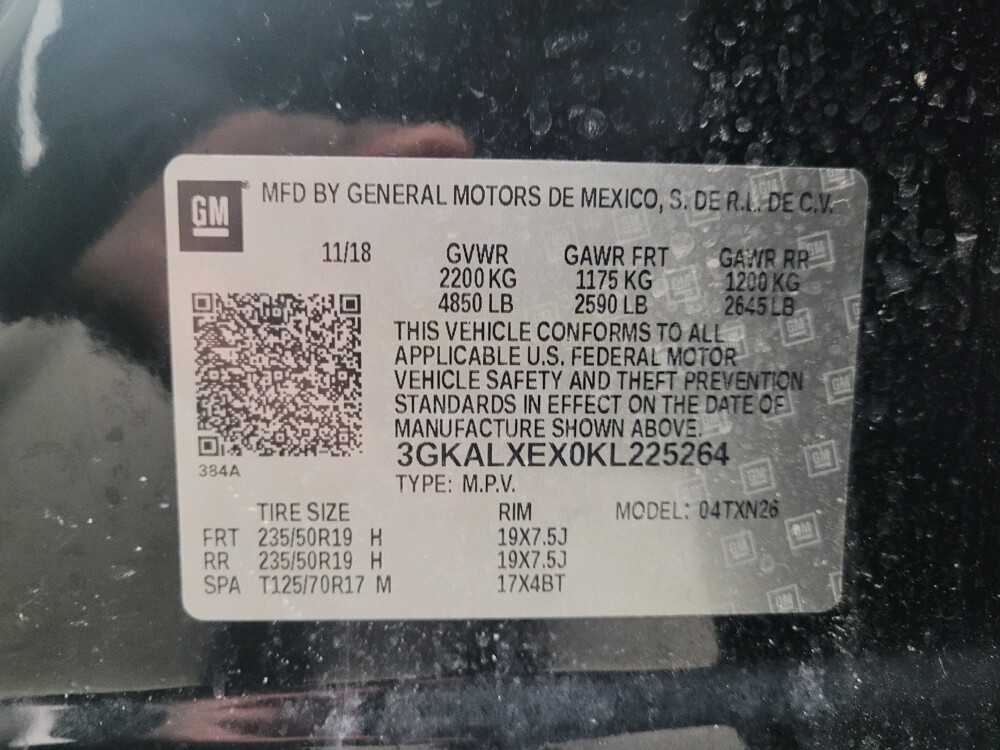 GM MFD BY GENERAL MOTORS DE MEXICO, S. DE R.L. DE C.V.
11/18 GVWR GAWR FRT GAWR RR
2200 KG 1175 KG 1200 KG
4850 LB 2590 LB 2645 LB
THIS VEHICLE CONFORMS TO ALL
APPLICABLE U.S. FEDERAL MOTOR
VEHICLE SAFETY AND THEFT PREVENTION
STANDARDS IN EFFECT ON THE DATE OF
MANUFACTURE SHOWN ABOVE.
3GKALXEX0KL225264
384A
TYPE: M.P.V.
TIRE SIZE RIM MODEL: 04TXN26
FRT 235/50R19 H 19X7.5J
RR 235/50R19 H 19X7.5J
SPA T125/70R17 M 17X4BT